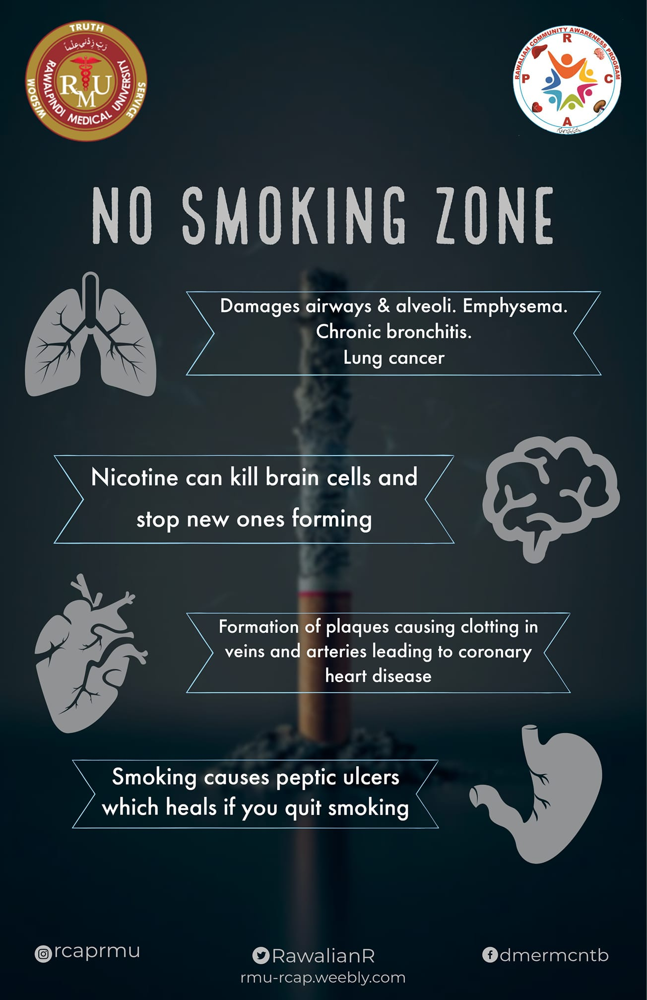 TRUTH
رَبِّ زِدْنِي عِلْماً
WISDOM
RAWALPINDI MEDICAL UNIVERSITY
SERVICE
RMU
RAWALIAN COMMUNITY AWARENESS PROGRAM
R
P C
A
NO SMOKING ZONE
Damages airways & alveoli. Emphysema.
Chronic bronchitis.
Lung cancer
Nicotine can kill brain cells and
stop new ones forming
Formation of plaques causing clotting in
veins and arteries leading to coronary
heart disease
Smoking causes peptic ulcers
which heals if you quit smoking
rcaprmu
RawalianR
dmermcntb
rmu-rcap.weebly.com